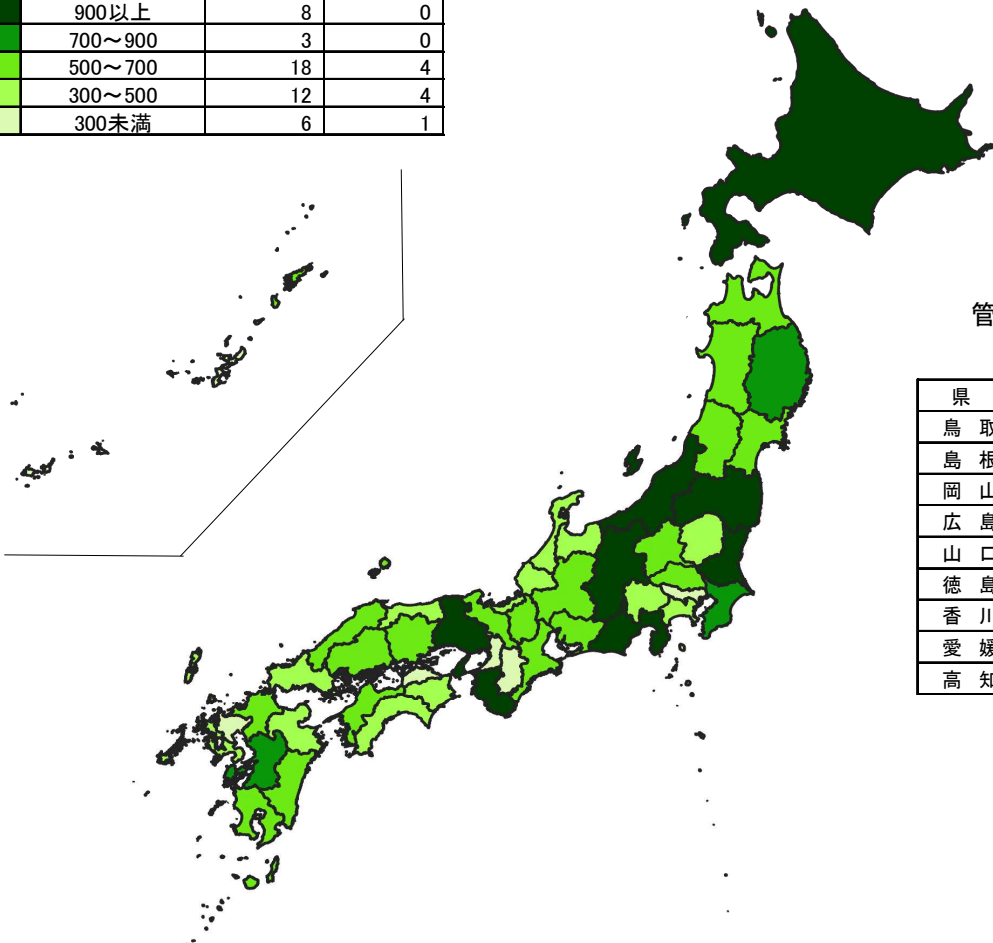 900以上 8 0
700～900 3 0
500～700 18 4
300～500 12 4
300未満 6 1
管
県
鳥 取
島 根
岡 山
広 島
山 口
徳 島
香 川
愛 媛
高 知